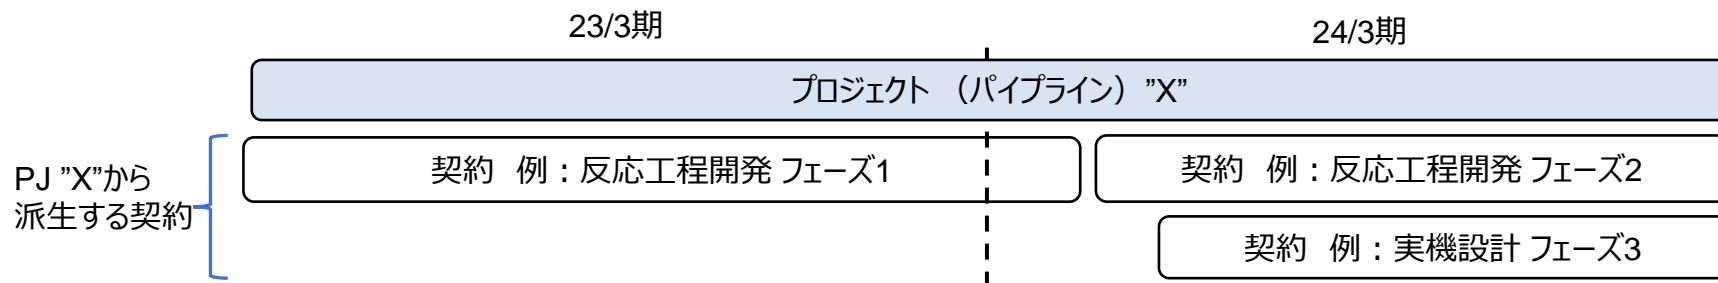 23/3期
24/3期
プロジェクト （パイプライン）”X”
契約 例：反応工程開発 フェーズ1
契約 例：反応工程開発 フェーズ2
PJ ”X”から
派生する契約
契約 例：実機設計 フェーズ3